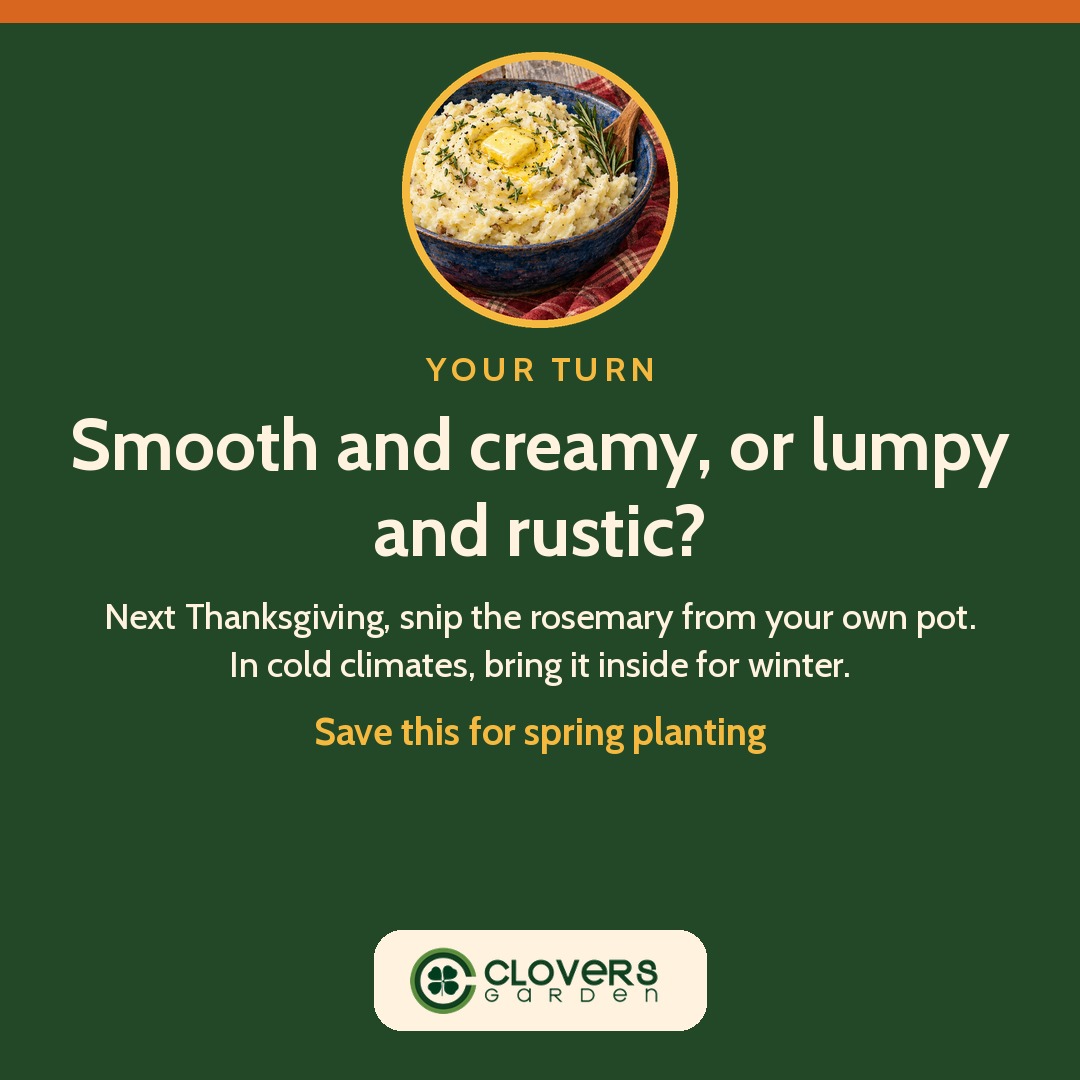 YOUR TURN
Smooth and creamy, or lumpy
and rustic?
Next Thanksgiving, snip the rosemary from your own pot.
In cold climates, bring it inside for winter.
Save this for spring planting
CLOVERS
GARDEN